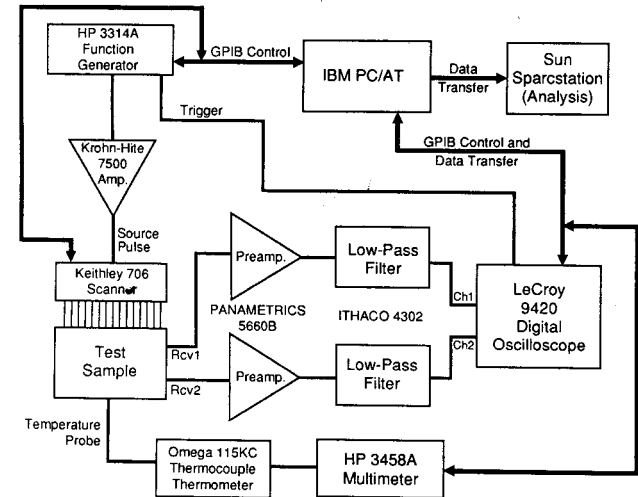 HP 3314A
Function
Generator
GPIB Control
IBM PC/AT
Data
Transfer
Sun
Sparcstation
(Analysis)
Trigger
GPIB Control and
Data Transfer
Krohn-Hite
7500
Amp.
Source
Pulse
Keithley 706
Scanner
Preamp.
Low-Pass
Filter
Ch1
LeCroy
9420
Digital
Oscilloscope
PANAMETRICS
5660B
ITHACO 4302
Test
Sample
Rcv1
Rcv2
Preamp.
Low-Pass
Filter
Ch2
Temperature
Probe
Omega 115KC
Thermocouple
Thermometer
HP 3458A
Multimeter